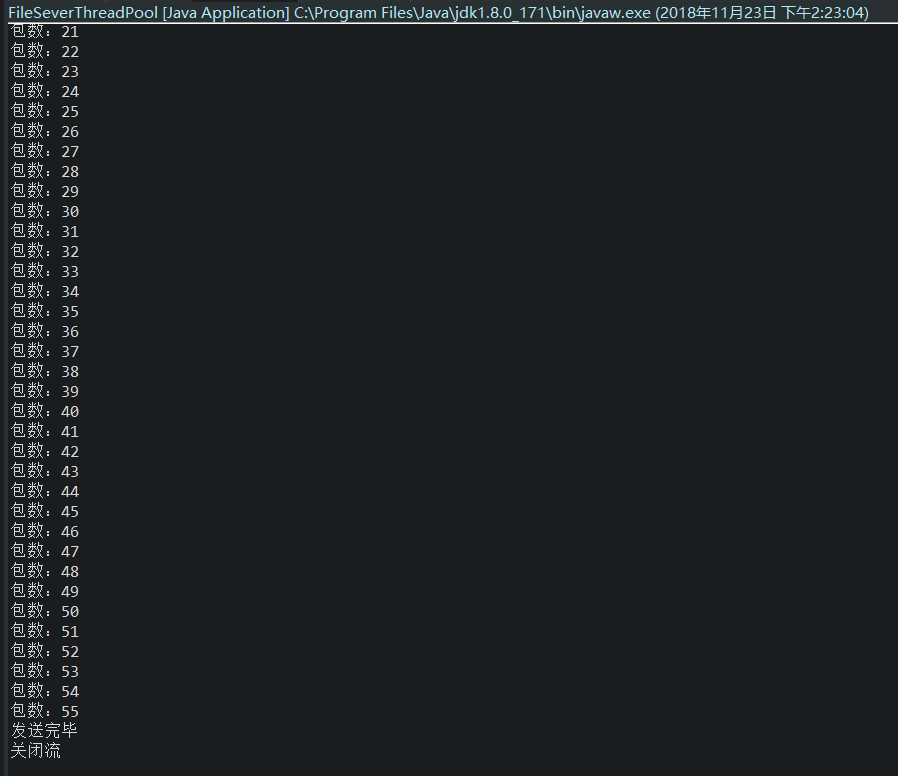 FileSeverThreadPool [Java Application] C:\Program Files\Java\jdk1.8.0_171\bin\javaw.exe (2018年11月23日 下午2:23:04)
包数：21
包数：22
包数：23
包数：24
包数：25
包数：26
包数：27
包数：28
包数：29
包数：30
包数：31
包数：32
包数：33
包数：34
包数：35
包数：36
包数：37
包数：38
包数：39
包数：40
包数：41
包数：42
包数：43
包数：44
包数：45
包数：46
包数：47
包数：48
包数：49
包数：50
包数：51
包数：52
包数：53
包数：54
包数：55
发送完毕
关闭流